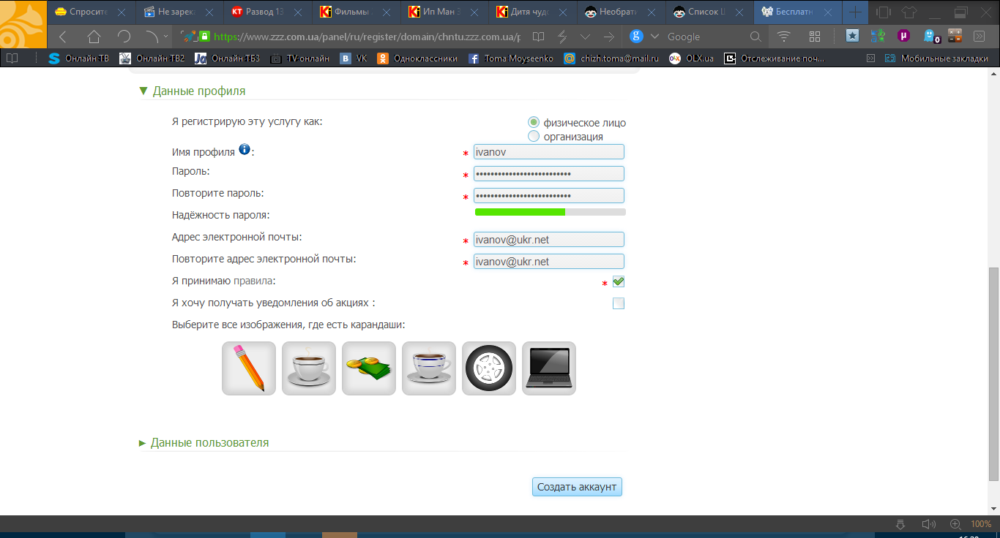 Спросите
Не зарек
Развод 13
Фильмы
Ип Ман 3
Дитя чудо
Необрати
Список
Бесплатн
https://www.zzz.com.ua/panel/ru/register/domain/chntu.zzz.com.ua/p
Google
Онлайн ТВ
Онлайн ТВ2
Онлайн ТВ3
TV онлайн
VK
Одноклассники
Toma Moyseenko
chizh.toma@mail.ru
OLX.ua
Отслеживание поч...
Мобильные закладки
Данные профиля
Я регистрирую эту услугу как:
физическое лицо
организация
Имя профиля :
* ivanov
Пароль:
* ••••••••••••••••••••••••••
Повторите пароль:
* ••••••••••••••••••••••••••
Надёжность пароля:
Адрес электронной почты:
* ivanov@ukr.net
Повторите адрес электронной почты:
* ivanov@ukr.net
Я принимаю правила:
*
Я хочу получать уведомления об акциях :
Выберите все изображения, где есть карандаши:
Данные пользователя
Создать аккаунт
100%